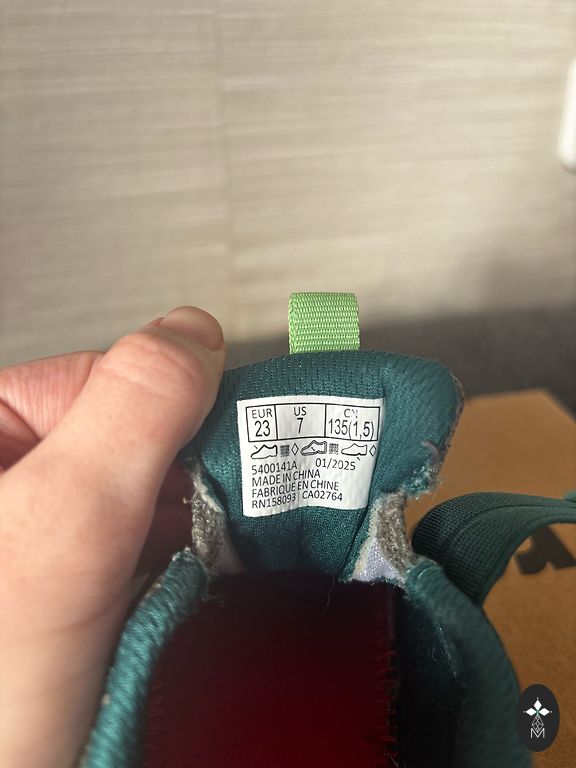 EUR US CN
23 7 135(1,5)
5400141A 01/2025
MADE IN CHINA
FABRIQUE EN CHINE
RN158093 CA02764
M